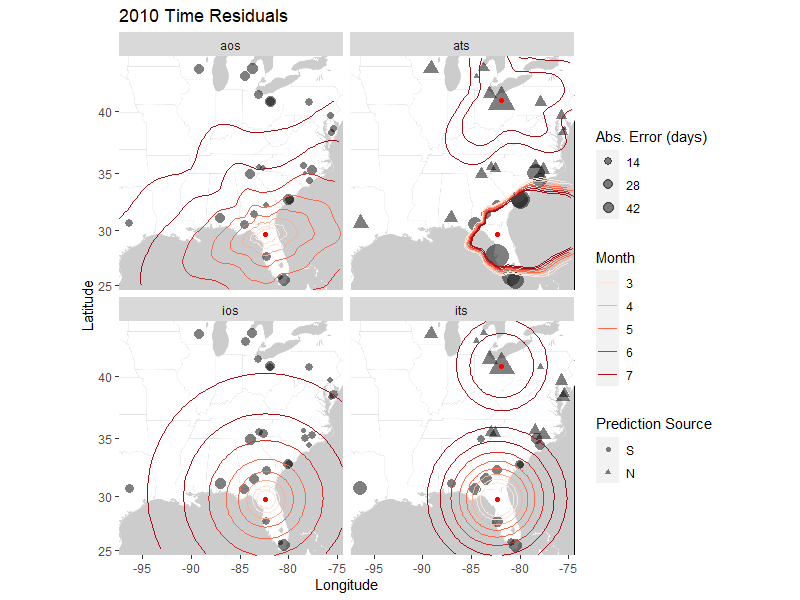 2010 Time Residuals
aos
ats
40
35
30
25
Latitude
ios
its
40
35
30
25
-95
-90
-85
-80
-75
-95
-90
-85
-80
-75
Longitude
Abs. Error (days)
14
28
42
Month
3
4
5
6
7
Prediction Source
S
N